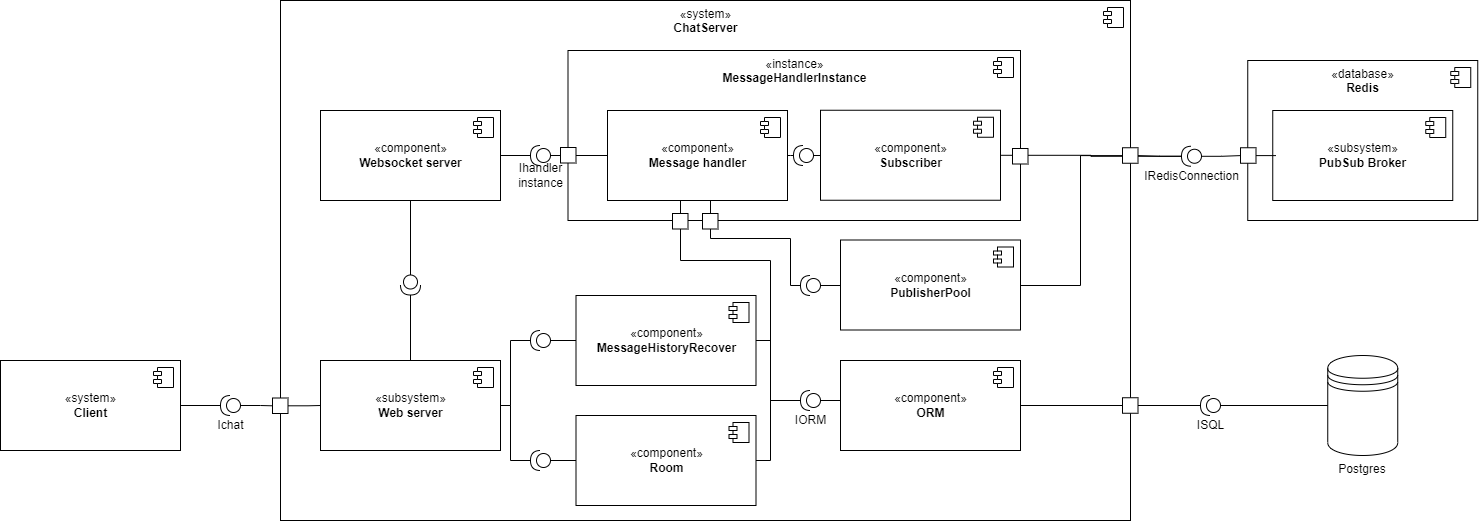 «system»
ChatServer
«instance»
MessageHandlerInstance
«database»
Redis
«component»
Websocket server
Ihandler
instance
«component»
Message handler
«component»
Subscriber
IRedisConnection
«subsystem»
PubSub Broker
«component»
PublisherPool
«component»
MessageHistoryRecover
«system»
Client
Ichat
«subsystem»
Web server
IORM
«component»
ORM
ISQL
Postgres
«component»
Room